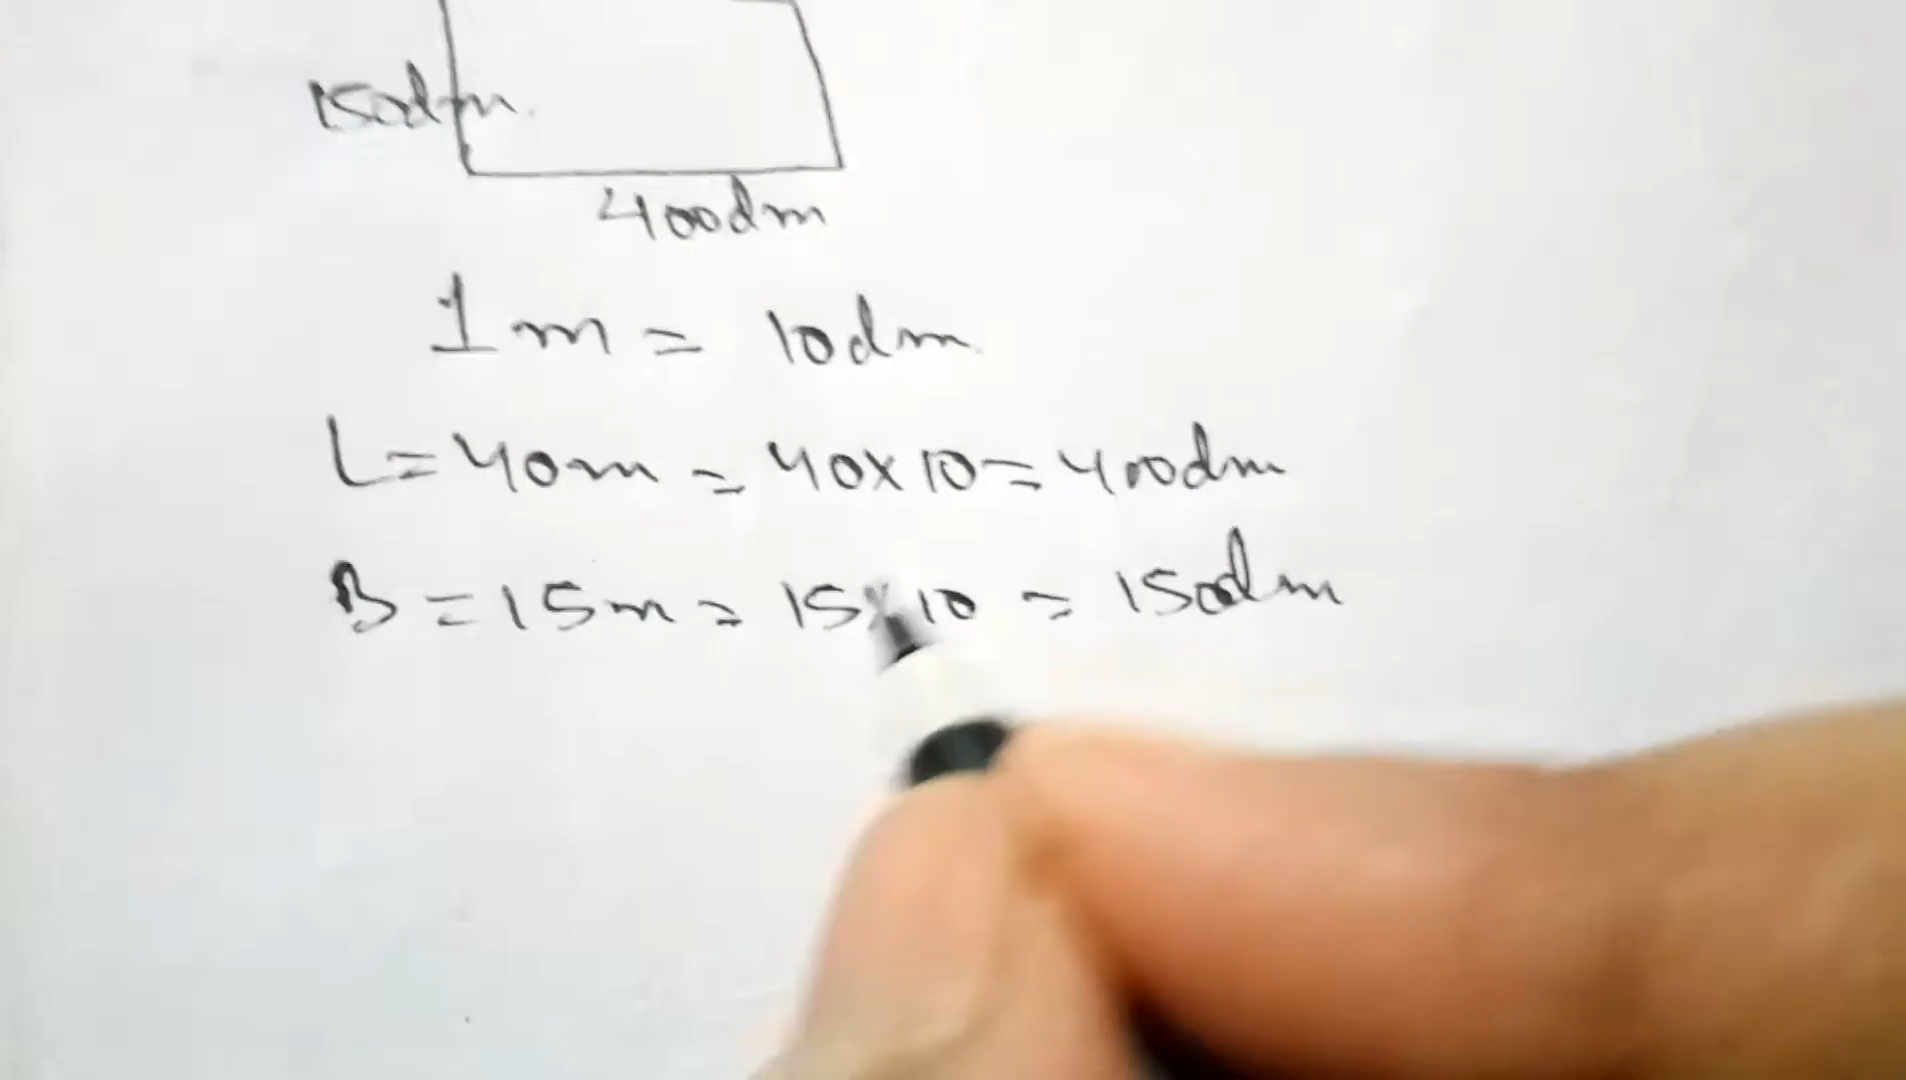 150dm.
400dm
1m = 10dm.
L = 40m = 40x10 = 400dm
B = 15m = 15x10 = 150dm